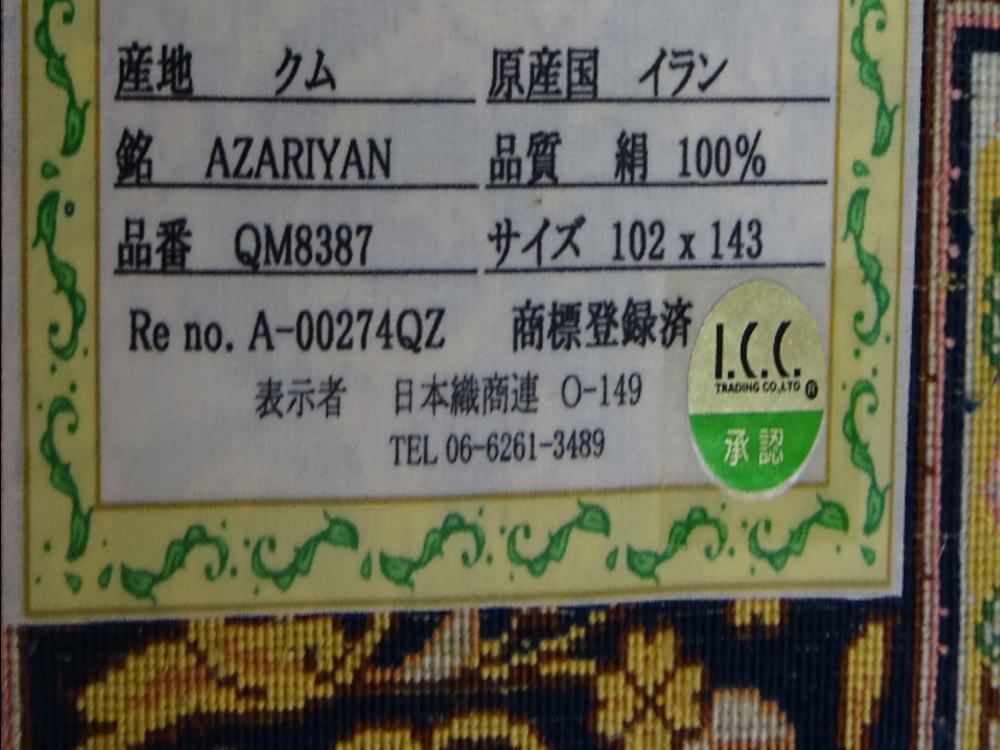 産地 クム 原産国 イラン
銘 AZARIYAN 品質 絹 100%
品番 QM8387 サイズ 102 x 143
Re no. A-00274QZ 商標登録済
表示者 日本織商連 O-149
TEL 06-6261-3489
I.C.C.
TRADING CO.,LTD ®
承認